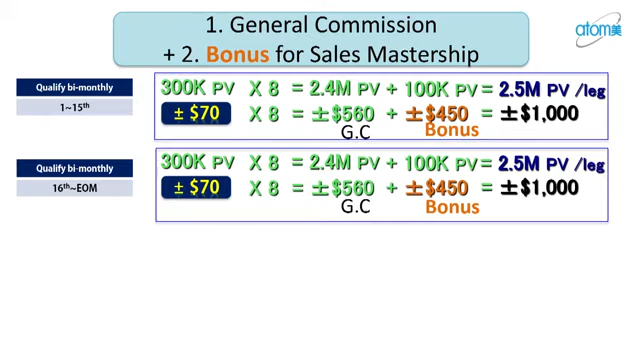 1. General Commission
+ 2. Bonus for Sales Mastership
atom美
Qualify bi-monthly
1~15th
300K PV X 8 = 2.4M PV + 100K PV = 2.5M PV /leg
± $70 X 8 = ±$560 + ±$450 = ±$1,000
G.C Bonus
Qualify bi-monthly
16th~EOM
300K PV X 8 = 2.4M PV + 100K PV = 2.5M PV /leg
± $70 X 8 = ±$560 + ±$450 = ±$1,000
G.C Bonus